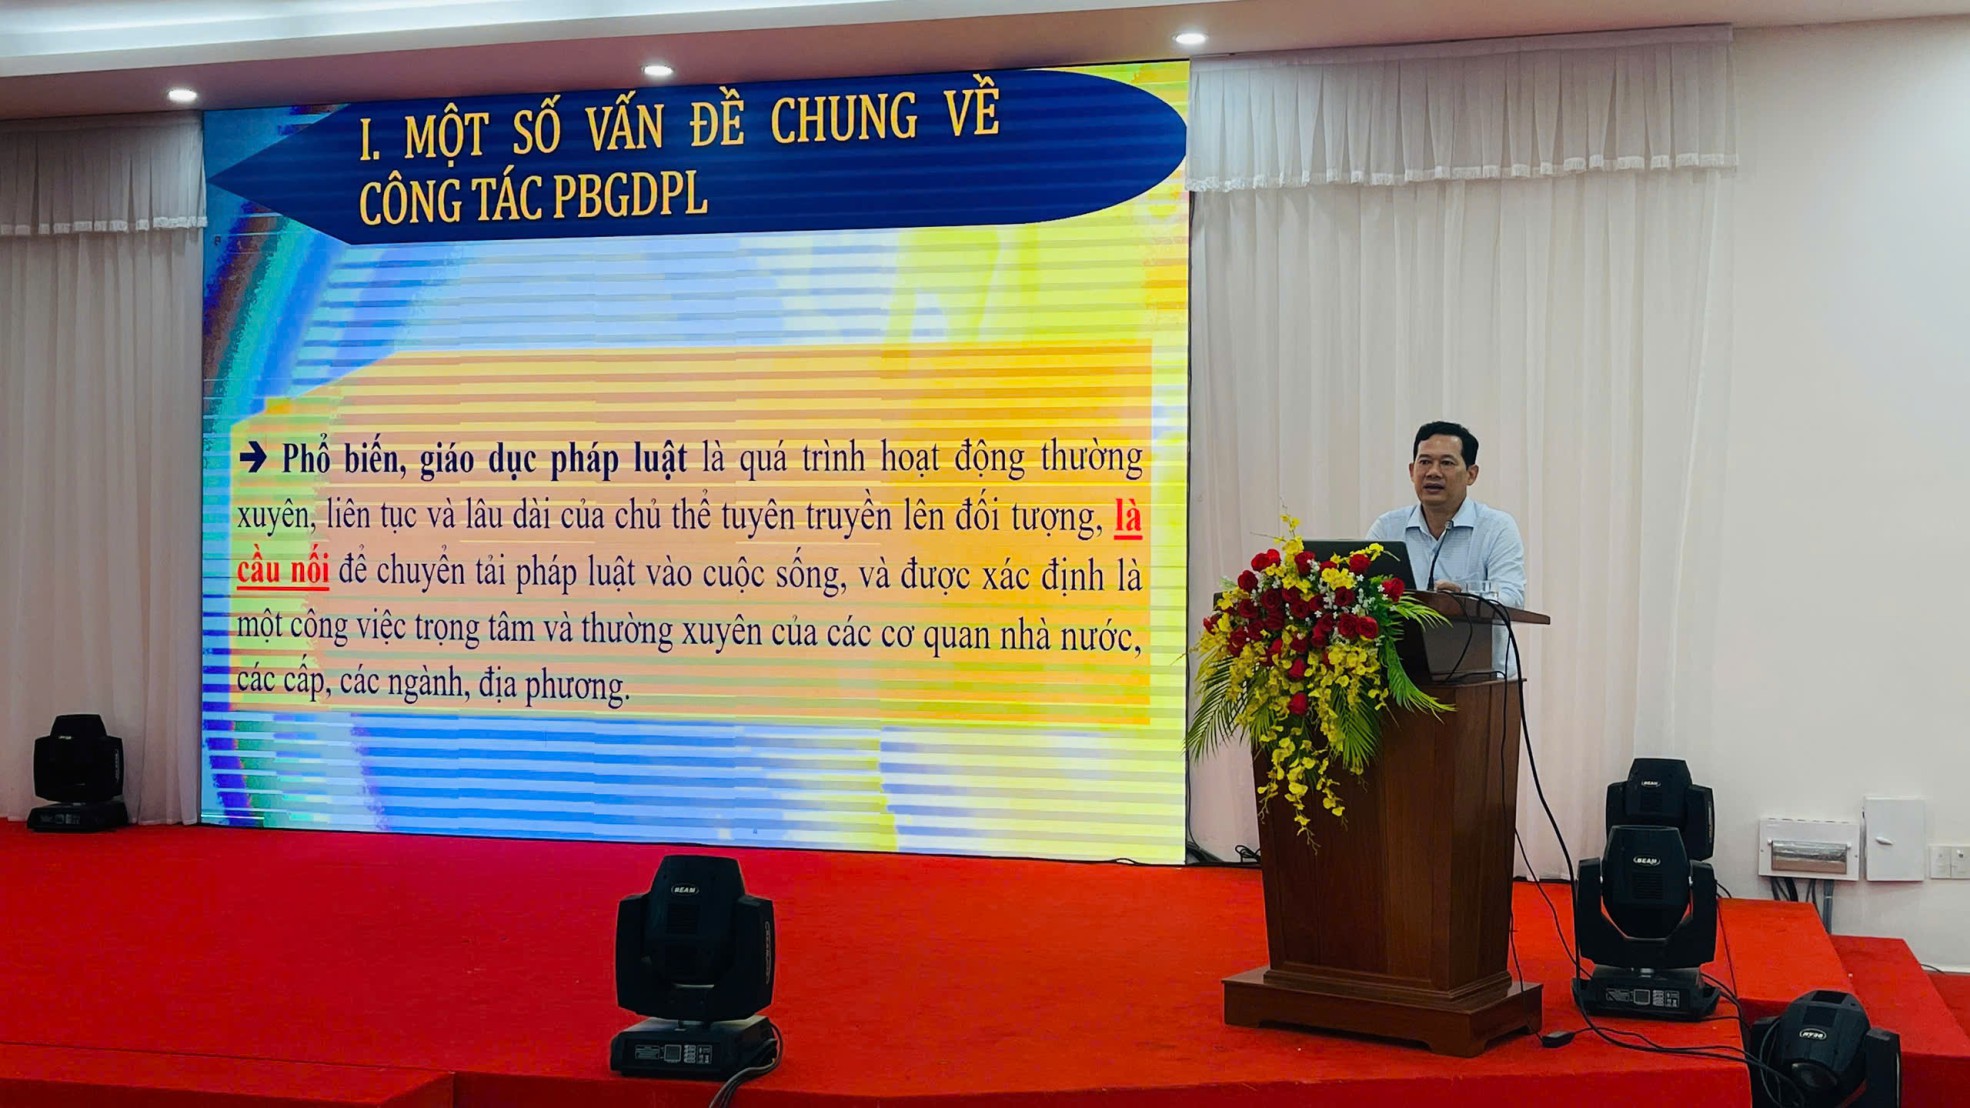 I. MỘT SỐ VẤN ĐỀ CHUNG VỀ
CÔNG TÁC PBGDPL
➔ Phổ biến, giáo dục pháp luật là quá trình hoạt động thường
xuyên, liên tục và lâu dài của chủ thể tuyên truyền lên đối tượng, là
cầu nối để chuyển tải pháp luật vào cuộc sống, và được xác định là
một công việc trọng tâm và thường xuyên của các cơ quan nhà nước,
các cấp, các ngành, địa phương.
BEAM
BEAM
BEAM